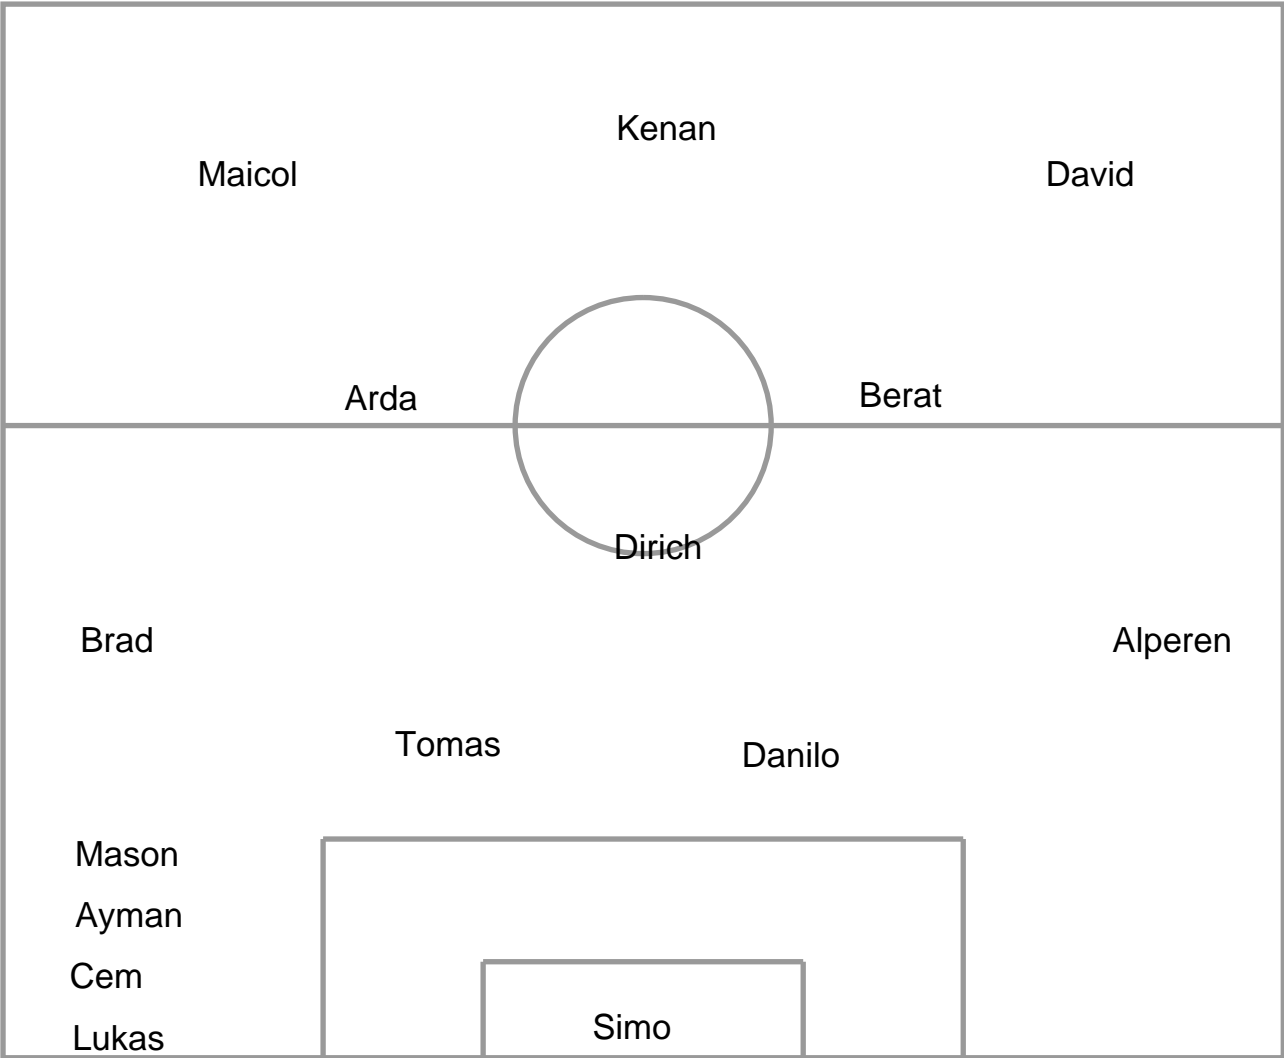 Kenan
Maicol
David
Arda
Berat
Dirich
Brad
Alperen
Tomas
Danilo
Mason
Ayman
Cem
Lukas
Simo